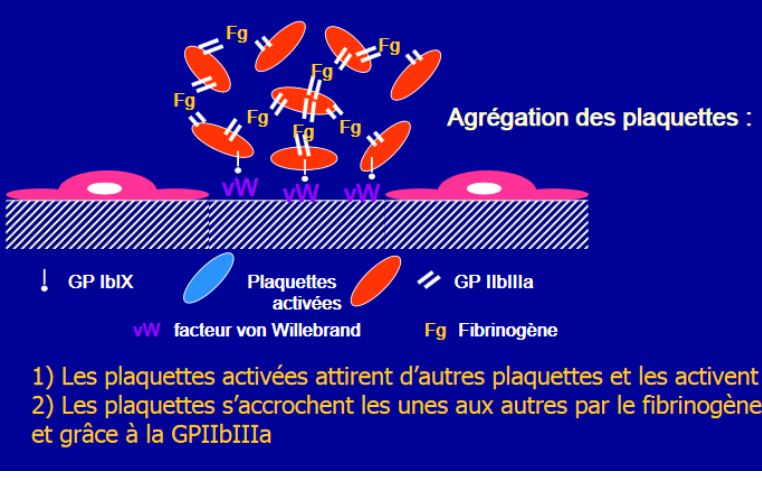 Fg
Fg
Fg
Fg
Fg
Fg
Fg
Agrégation des plaquettes :
vW
vW
vW
GP IbIX
Plaquettes
activées
GP IIbIIIa
vW facteur von Willebrand
Fg Fibrinogène
1) Les plaquettes activées attirent d’autres plaquettes et les activent
2) Les plaquettes s’accrochent les unes aux autres par le fibrinogène
et grâce à la GPIIbIIIa